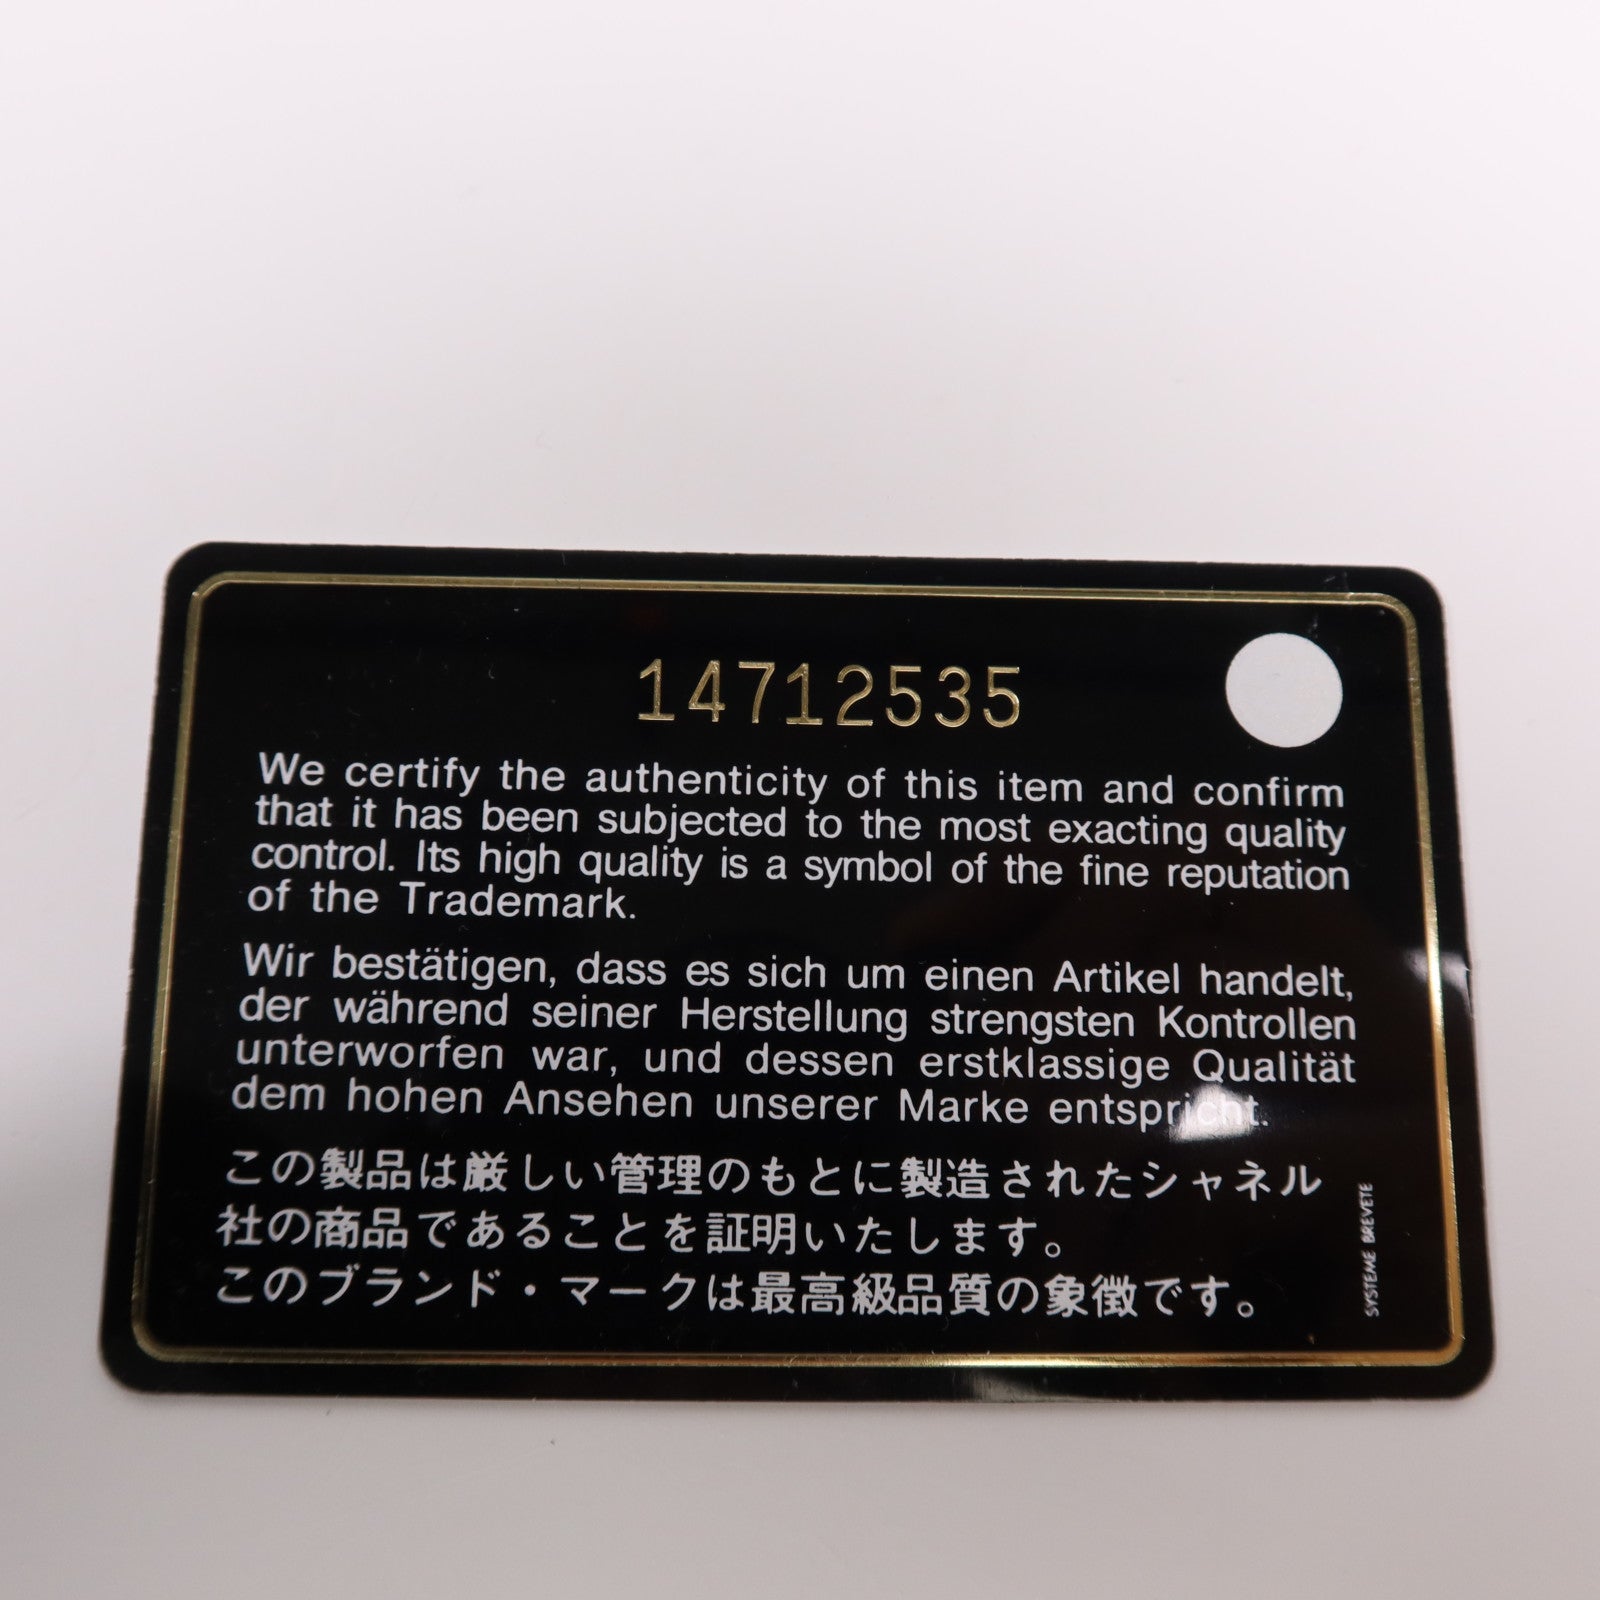 14712535
We certify the authenticity of this item and confirm
that it has been subjected to the most exacting quality
control. Its high quality is a symbol of the fine reputation
of the Trademark.
Wir bestätigen, dass es sich um einen Artikel handelt,
der während seiner Herstellung strengsten Kontrollen
unterworfen war, und dessen erstklassige Qualität
dem hohen Ansehen unserer Marke entspricht.
この製品は厳しい管理のもとに製造されたシャネル
社の商品であることを証明いたします。
このブランド・マークは最高級品質の象徴です。
SYSTEME BREVETE